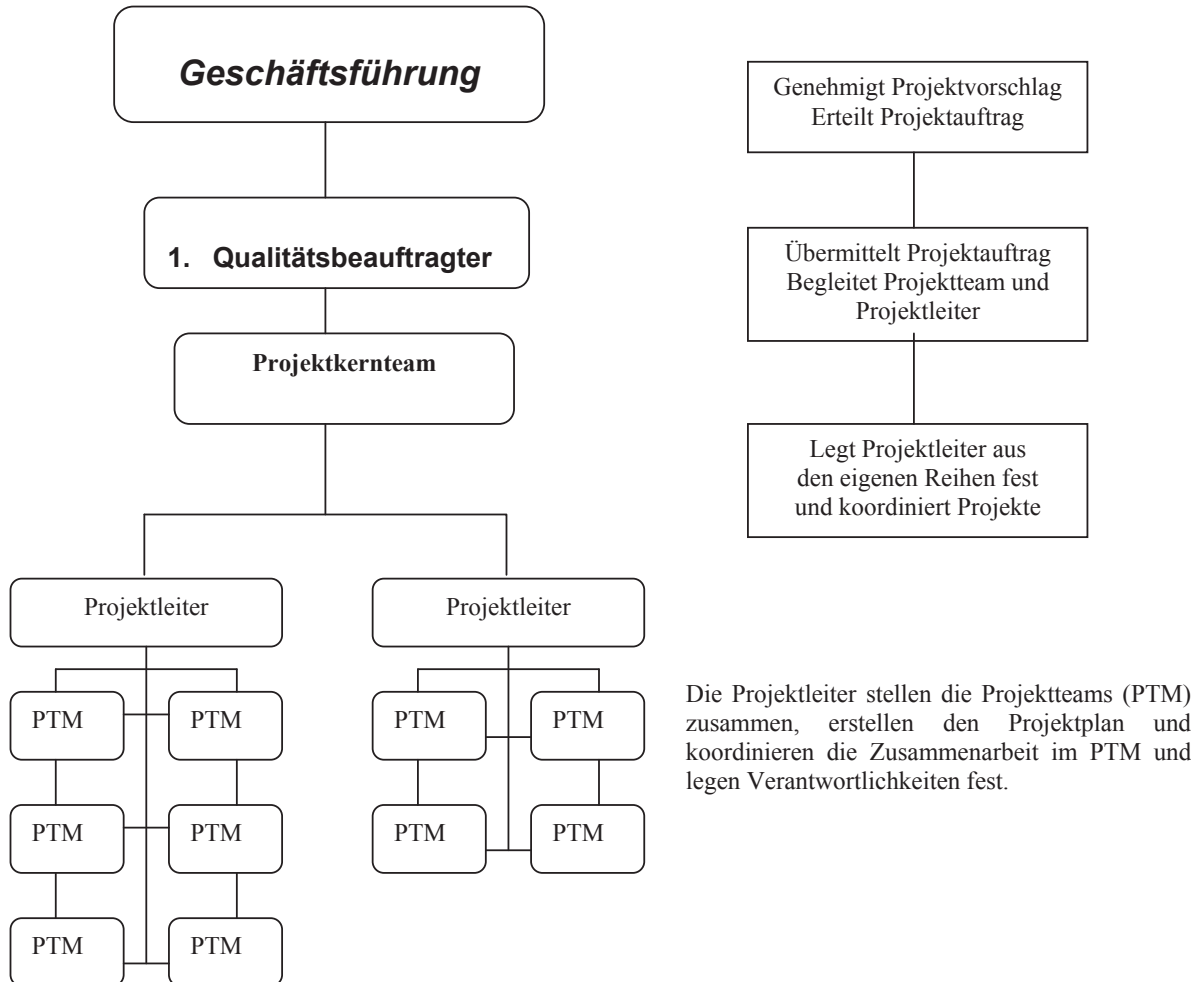 Geschäftsführung
Genehmigt Projektvorschlag
Erteilt Projektauftrag
1. Qualitätsbeauftragter
Übermittelt Projektauftrag
Begleitet Projektteam und
Projektleiter
Projektkernteam
Legt Projektleiter aus
den eigenen Reihen fest
und koordiniert Projekte
Projektleiter
Projektleiter
PTM
PTM
PTM
PTM
PTM
PTM
PTM
PTM
PTM
PTM
Die Projektleiter stellen die Projektteams (PTM)
zusammen, erstellen den Projektplan und
koordinieren die Zusammenarbeit im PTM und
legen Verantwortlichkeiten fest.